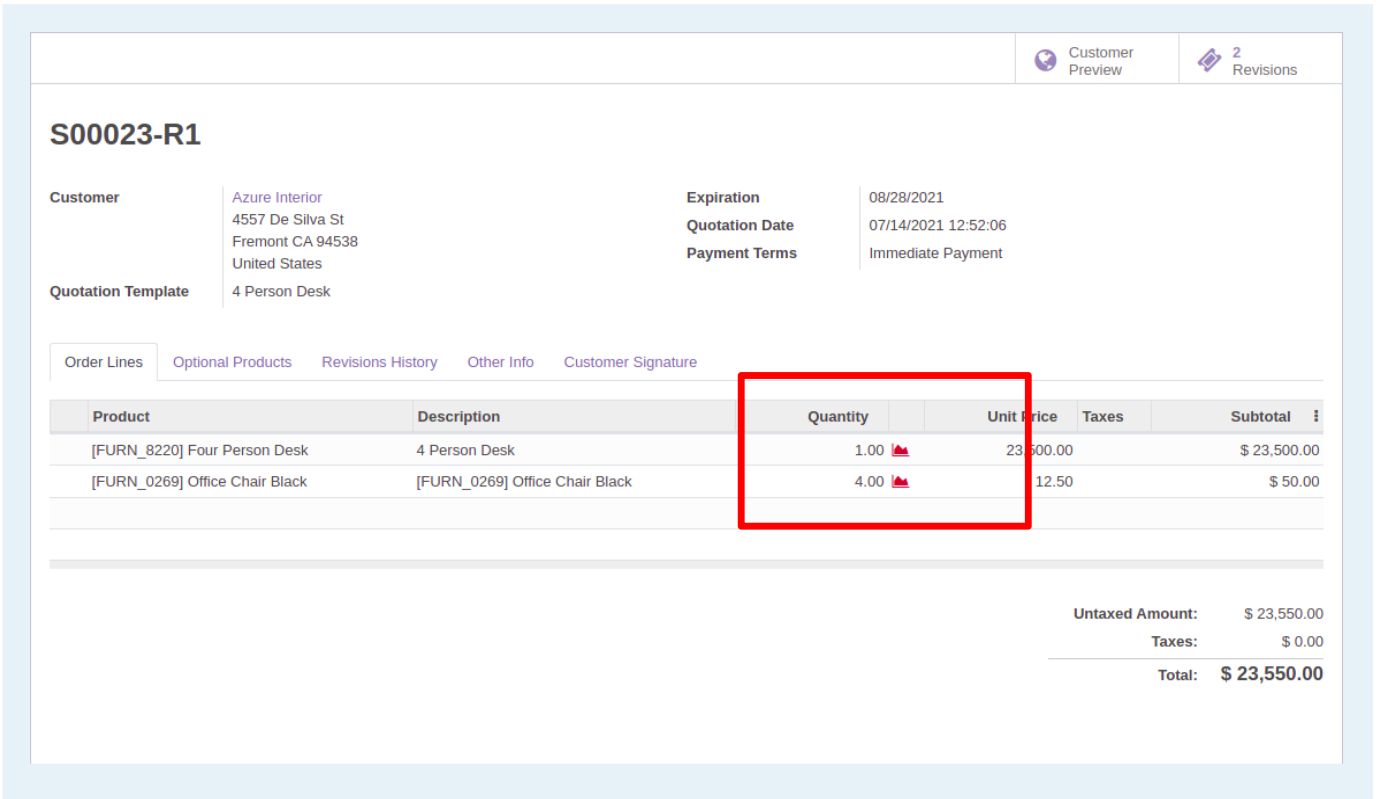 Customer Preview
2 Revisions
S00023-R1
Customer
Azure Interior
4557 De Silva St
Fremont CA 94538
United States
Quotation Template
4 Person Desk
Expiration
08/28/2021
Quotation Date
07/14/2021 12:52:06
Payment Terms
Immediate Payment
Order Lines Optional Products Revisions History Other Info Customer Signature
Product Description Quantity Unit Price Taxes Subtotal
[FURN_8220] Four Person Desk 4 Person Desk 1.00 23,500.00 $ 23,500.00
[FURN_0269] Office Chair Black [FURN_0269] Office Chair Black 4.00 12.50 $ 50.00
Untaxed Amount: $ 23,550.00
Taxes: $ 0.00
Total: $ 23,550.00